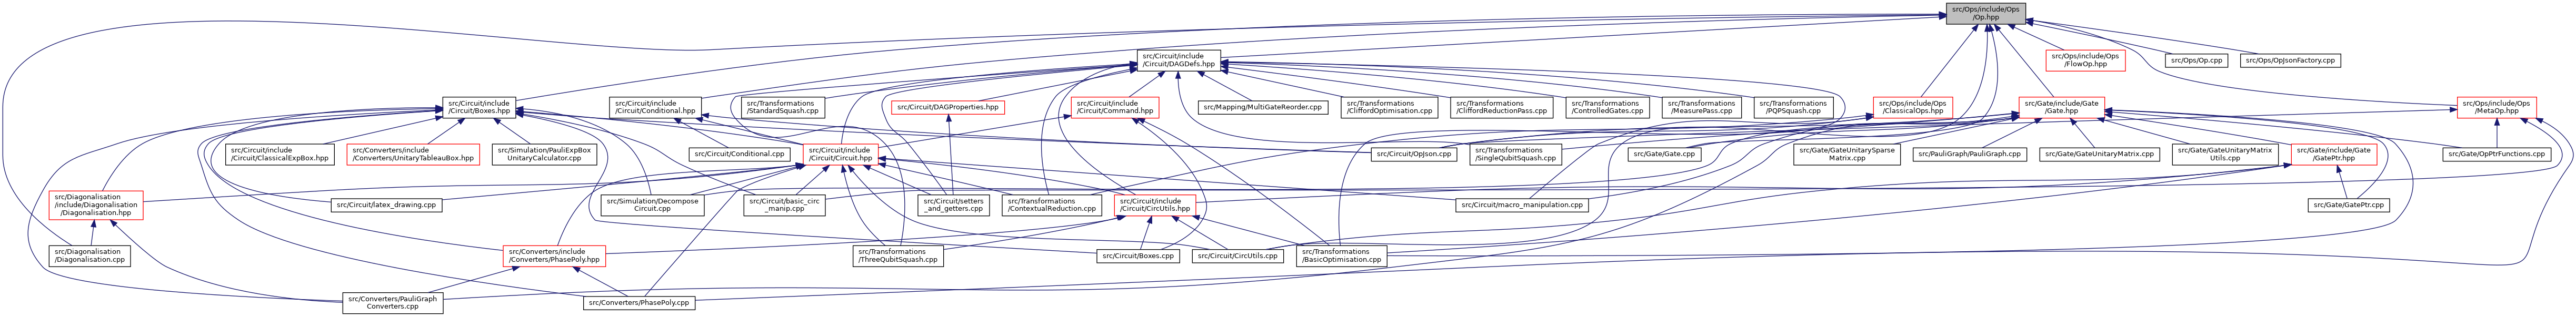 src/Ops/include/Ops
/Op.hpp
src/Circuit/include
/Circuit/DAGDefs.hpp
src/Ops/include/Ops
/FlowOp.hpp
src/Ops/Op.cpp
src/Ops/OpJsonFactory.cpp
src/Circuit/include
/Circuit/Boxes.hpp
src/Circuit/include
/Circuit/Conditional.hpp
src/Transformations
/StandardSquash.cpp
src/Circuit/DAGProperties.hpp
src/Circuit/include
/Circuit/Command.hpp
src/Mapping/MultiGateReorder.cpp
src/Transformations
/CliffordOptimisation.cpp
src/Transformations
/CliffordReductionPass.cpp
src/Transformations
/ControlledGates.cpp
src/Transformations
/MeasurePass.cpp
src/Transformations
/PQPSquash.cpp
src/Ops/include/Ops
/ClassicalOps.hpp
src/Gate/include/Gate
/Gate.hpp
src/Ops/include/Ops
/MetaOp.hpp
src/Circuit/include
/Circuit/ClassicalExpBox.hpp
src/Converters/include
/Converters/UnitaryTableauBox.hpp
src/Simulation/PauliExpBox
UnitaryCalculator.cpp
src/Circuit/Conditional.cpp
src/Circuit/include
/Circuit/Circuit.hpp
src/Circuit/OpJson.cpp
src/Transformations
/SingleQubitSquash.cpp
src/Gate/Gate.cpp
src/Gate/GateUnitarySparse
Matrix.cpp
src/PauliGraph/PauliGraph.cpp
src/Gate/GateUnitaryMatrix.cpp
src/Gate/GateUnitaryMatrix
Utils.cpp
src/Gate/include/Gate
/GatePtr.hpp
src/Gate/OpPtrFunctions.cpp
src/Diagonalisation
/include/Diagonalisation
/Diagonalisation.hpp
src/Circuit/latex_drawing.cpp
src/Simulation/Decompose
Circuit.cpp
src/Circuit/basic_circ
_manip.cpp
src/Circuit/setters
_and_getters.cpp
src/Transformations
/ContextualReduction.cpp
src/Circuit/include
/Circuit/CircUtils.hpp
src/Circuit/macro_manipulation.cpp
src/Gate/GatePtr.cpp
src/Diagonalisation
/Diagonalisation.cpp
src/Converters/include
/Converters/PhasePoly.hpp
src/Transformations
/ThreeQubitSquash.cpp
src/Circuit/Boxes.cpp
src/Circuit/CircUtils.cpp
src/Transformations
/BasicOptimisation.cpp
src/Converters/PauliGraph
Converters.cpp
src/Converters/PhasePoly.cpp